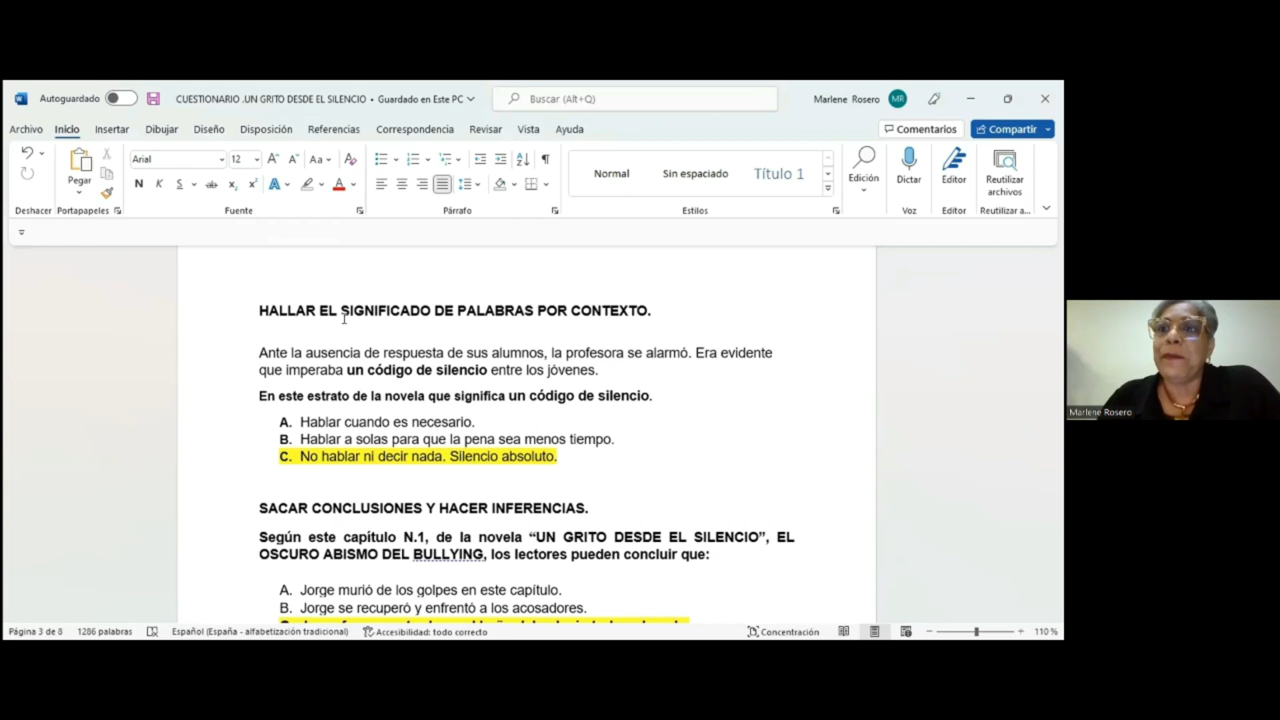 Autoguardado
CUESTIONARIO .UN GRITO DESDE EL SILENCIO • Guardado en Este PC
Buscar (Alt+Q)
Marlene Rosero
MR
Archivo Inicio Insertar Dibujar Diseño Disposición Referencias Correspondencia Revisar Vista Ayuda
Comentarios
Compartir
Arial
12
Pegar
Normal
Sin espaciado
Título 1
Edición
Dictar
Editor
Reutilizar archivos
Deshacer Portapapeles Fuente Párrafo Estilos Voz Editor Reutilizar a...
HALLAR EL SIGNIFICADO DE PALABRAS POR CONTEXTO.
Ante la ausencia de respuesta de sus alumnos, la profesora se alarmó. Era evidente
que imperaba un código de silencio entre los jóvenes.
En este estrato de la novela que significa un código de silencio.
A. Hablar cuando es necesario.
B. Hablar a solas para que la pena sea menos tiempo.
C. No hablar ni decir nada. Silencio absoluto.
SACAR CONCLUSIONES Y HACER INFERENCIAS.
Según este capítulo N.1, de la novela “UN GRITO DESDE EL SILENCIO”, EL
OSCURO ABISMO DEL BULLYING, los lectores pueden concluir que:
A. Jorge murió de los golpes en este capítulo.
B. Jorge se recuperó y enfrentó a los acosadores.
Página 3 de 8 1286 palabras Español (España - alfabetización tradicional) Accesibilidad: todo correcto Concentración 110 %
Marlene Rosero